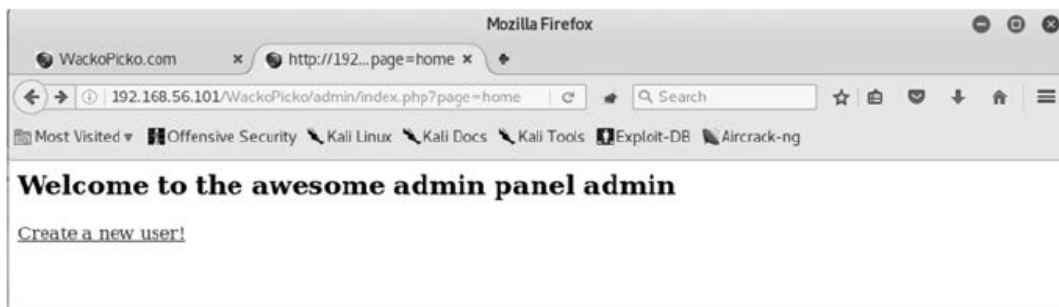 Mozilla Firefox
WackoPicko.com http://192...page=home
192.168.56.101/WackoPicko/admin/index.php?page=home Search
Most Visited Offensive Security Kali Linux Kali Docs Kali Tools Exploit-DB Aircrack-ng
Welcome to the awesome admin panel admin
Create a new user!